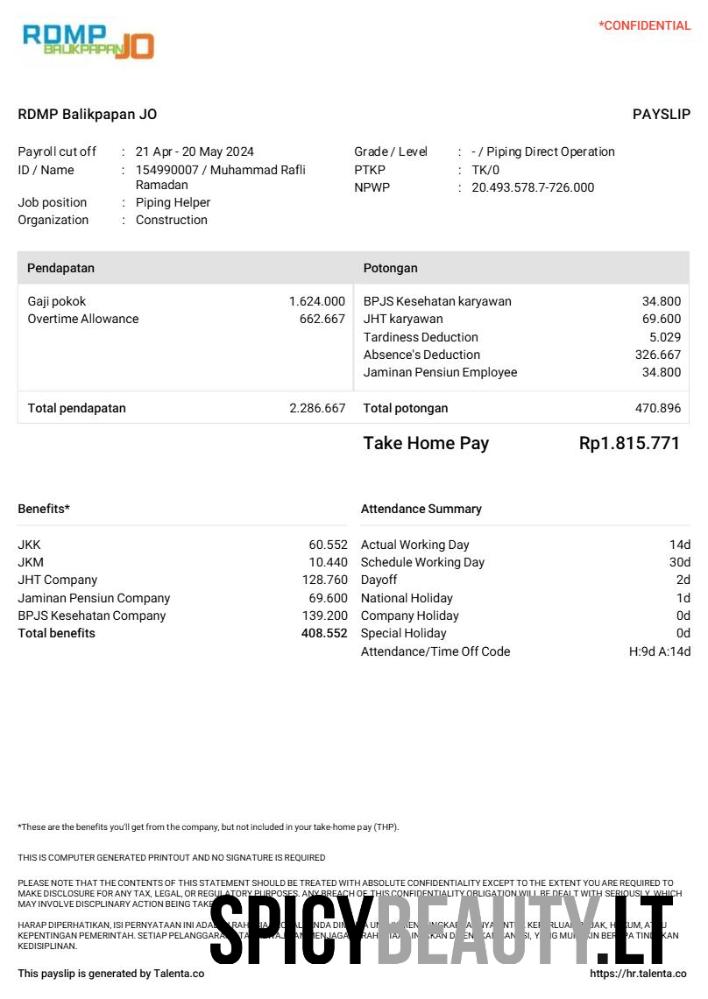 RDMP
BALIKPAPAN JO
*CONFIDENTIAL
RDMP Balikpapan JO PAYSLIP
Payroll cut off : 21 Apr - 20 May 2024 Grade / Level : - / Piping Direct Operation
ID / Name : 154990007 / Muhammad Rafli PTKP : TK/0
Ramadan NPWP : 20.493.578.7-726.000
Job position : Piping Helper
Organization : Construction
Pendapatan Potongan
Gaji pokok 1.624.000 BPJS Kesehatan karyawan 34.800
Overtime Allowance 662.667 JHT karyawan 69.600
Tardiness Deduction 5.029
Absence's Deduction 326.667
Jaminan Pensiun Employee 34.800
Total pendapatan 2.286.667 Total potongan 470.896
Take Home Pay Rp1.815.771
Benefits* Attendance Summary
JKK 60.552 Actual Working Day 14d
JKM 10.440 Schedule Working Day 30d
JHT Company 128.760 Dayoff 2d
Jaminan Pensiun Company 69.600 National Holiday 1d
BPJS Kesehatan Company 139.200 Company Holiday 0d
Total benefits 408.552 Special Holiday 0d
Attendance/Time Off Code H:9d A:14d
*These are the benefits you'll get from the company, but not included in your take-home pay (THP).
THIS IS COMPUTER GENERATED PRINTOUT AND NO SIGNATURE IS REQUIRED
PLEASE NOTE THAT THE CONTENTS OF THIS STATEMENT SHOULD BE TREATED WITH ABSOLUTE CONFIDENTIALITY EXCEPT TO THE EXTENT YOU ARE REQUIRED TO
MAKE DISCLOSURE FOR ANY TAX, LEGAL, OR REGULATORY PURPOSES. ANY BREACH OF THIS CONFIDENTIALITY OBLIGATION WILL BE DEALT WITH SERIOUSLY, WHICH
MAY INVOLVE DISCPLINARY ACTION BEING
SPICYBEAUTY.LT
HARAP DIPERHATIKAN, ISI PERNYATAAN INI
KEPENTINGAN PEMERINTAH. SETIAP
KEDISIPLINAN.
This payslip is generated by Talenta.co https://hr.talenta.co